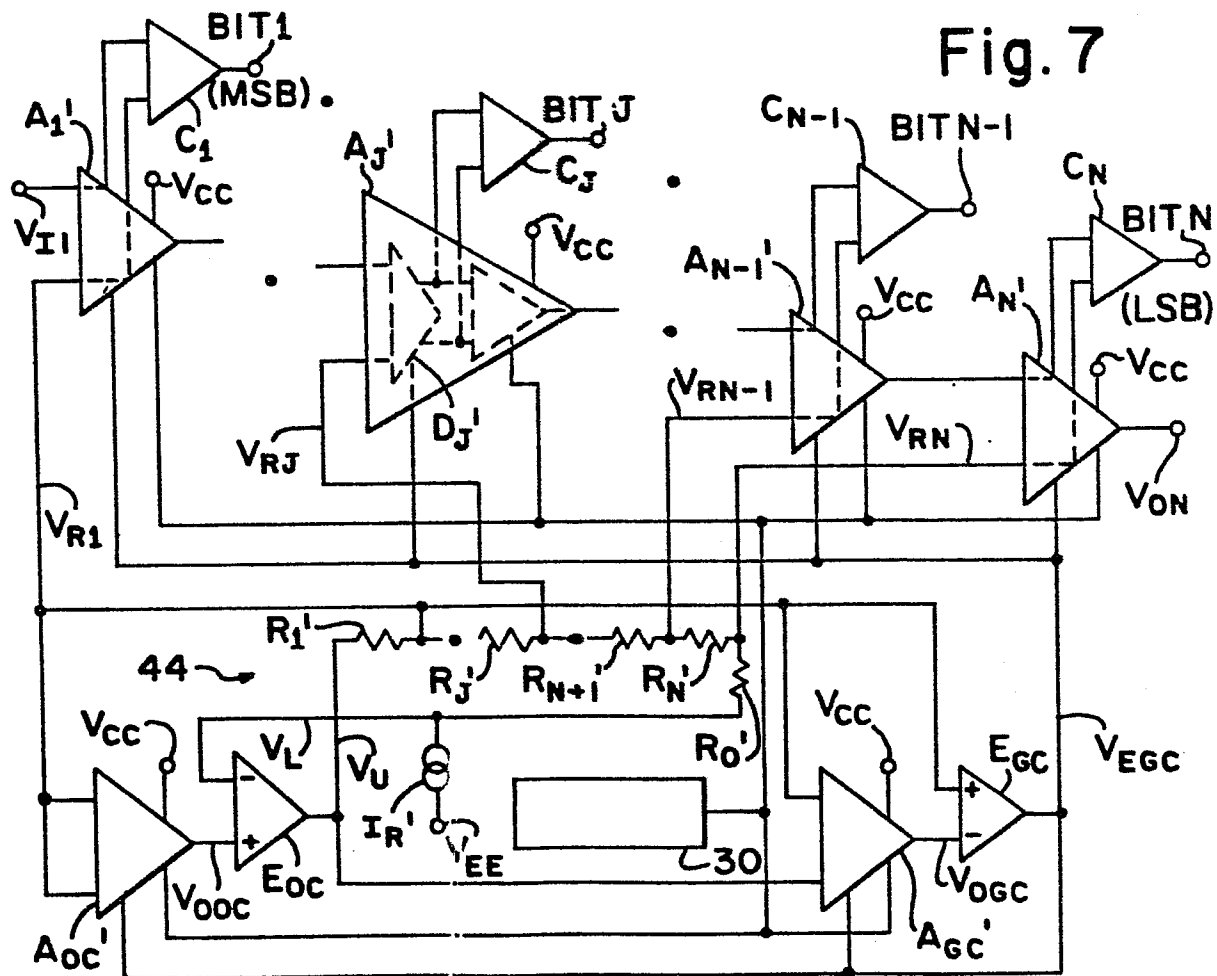 Fig. 7
BIT1
(MSB)
C1
A1'
VCC
VI1
VR1
BIT J
AJ'
CJ
VCC
DJ'
VRJ
CN-1
BIT N-1
AN-1'
VCC
VRN-1
CN
BIT N
(LSB)
AN'
VCC
VRN
VON
R1'
RJ'
RN+1'
RN'
RO'
44
VCC
VL
VU
IR'
VEE
- +
EOC
VOOC
AOC'
30
VCC
EGC
VEGC
+ -
VOGC
AGC'